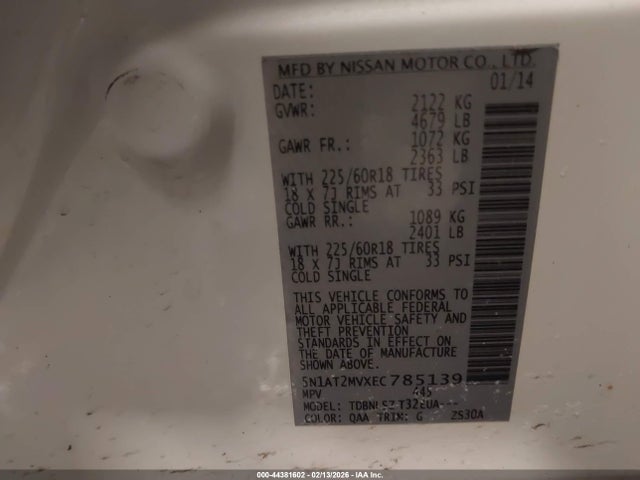 MFD BY NISSAN MOTOR CO., LTD.
DATE: 01/14
GVWR: 2122 KG
4679 LB
GAWR FR.: 1072 KG
2363 LB
WITH 225/60R18 TIRES
18 X 7J RIMS AT 33 PSI
COLD SINGLE
GAWR RR.: 1089 KG
2401 LB
WITH 225/60R18 TIRES
18 X 7J RIMS AT 33 PSI
COLD SINGLE
THIS VEHICLE CONFORMS TO
ALL APPLICABLE FEDERAL
MOTOR VEHICLE SAFETY AND
THEFT PREVENTION
STANDARDS IN EFFECT ON
THE DATE OF MANUFACTURE
SHOWN ABOVE.
5N1AT2MVXEC785139
MPV 445
MODEL:
COLOR: QAA TRIM: G 2S30A
000-44381602 - 02/13/2026 - IAAHQCA